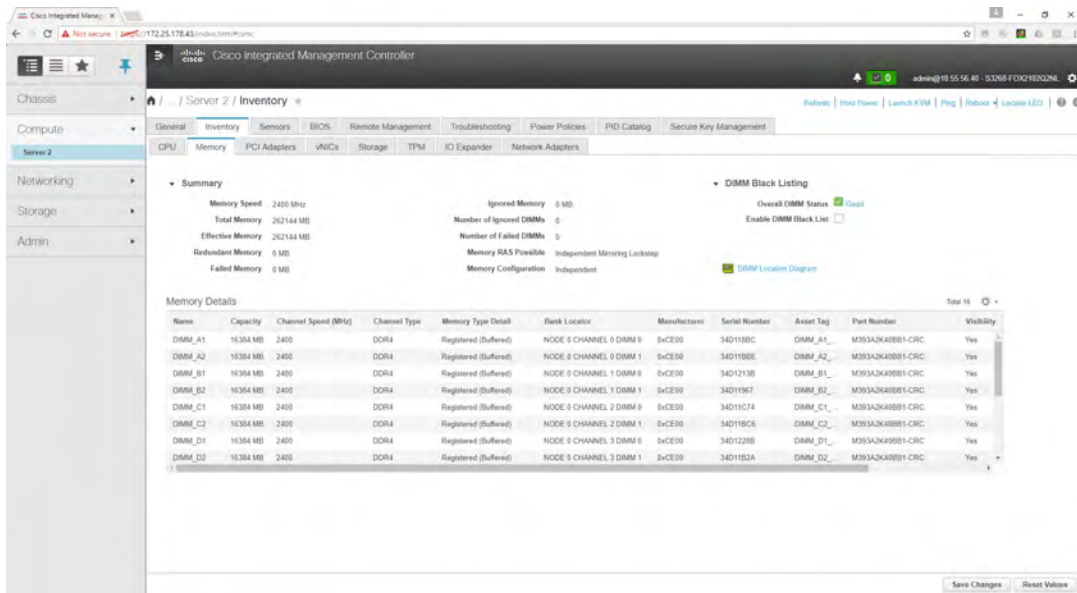 Cisco Integrated Manag
Not secure | https://172.25.178.43/index.html#cimc
Cisco Integrated Management Controller
0 admin@10.55.56.40 - S3260-FOX2102Q2NL
/ ... / Server 2 / Inventory
Refresh | Host Power | Launch KVM | Ping | Reboot | Locator LED |
Chassis
Compute
Server 2
Networking
Storage
Admin
General Inventory Sensors BIOS Remote Management Troubleshooting Power Policies PID Catalog Secure Key Management
CPU Memory PCI Adapters vNICs Storage TPM IO Expander Network Adapters
Summary
Memory Speed 2400 MHz
Total Memory 262144 MB
Effective Memory 262144 MB
Redundant Memory 0 MB
Failed Memory 0 MB
Ignored Memory 0 MB
Number of Ignored DIMMs 0
Number of Failed DIMMs 0
Memory RAS Possible Independent Mirroring Lockstep
Memory Configuration Independent
DIMM Black Listing
Overall DIMM Status Good
Enable DIMM Black List
DIMM Location Diagram
Memory Details
Total 16
Name Capacity Channel Speed (MHz) Channel Type Memory Type Detail Bank Locator Manufacturer Serial Number Asset Tag Part Number Visibility
DIMM_A1 16384 MB 2400 DDR4 Registered (Buffered) NODE 0 CHANNEL 0 DIMM 0 0xCE00 34D118BC DIMM_A1_... M393A2K40BB1-CRC Yes
DIMM_A2 16384 MB 2400 DDR4 Registered (Buffered) NODE 0 CHANNEL 0 DIMM 1 0xCE00 34D11BBE DIMM_A2_... M393A2K40BB1-CRC Yes
DIMM_B1 16384 MB 2400 DDR4 Registered (Buffered) NODE 0 CHANNEL 1 DIMM 0 0xCE00 34D1213B DIMM_B1_... M393A2K40BB1-CRC Yes
DIMM_B2 16384 MB 2400 DDR4 Registered (Buffered) NODE 0 CHANNEL 1 DIMM 1 0xCE00 34D11967 DIMM_B2_... M393A2K40BB1-CRC Yes
DIMM_C1 16384 MB 2400 DDR4 Registered (Buffered) NODE 0 CHANNEL 2 DIMM 0 0xCE00 34D11C74 DIMM_C1_... M393A2K40BB1-CRC Yes
DIMM_C2 16384 MB 2400 DDR4 Registered (Buffered) NODE 0 CHANNEL 2 DIMM 1 0xCE00 34D11BC6 DIMM_C2_... M393A2K40BB1-CRC Yes
DIMM_D1 16384 MB 2400 DDR4 Registered (Buffered) NODE 0 CHANNEL 3 DIMM 0 0xCE00 34D1220B DIMM_D1_... M393A2K40BB1-CRC Yes
DIMM_D2 16384 MB 2400 DDR4 Registered (Buffered) NODE 0 CHANNEL 3 DIMM 1 0xCE00 34D11B2A DIMM_D2_... M393A2K40BB1-CRC Yes
Save Changes Reset Values